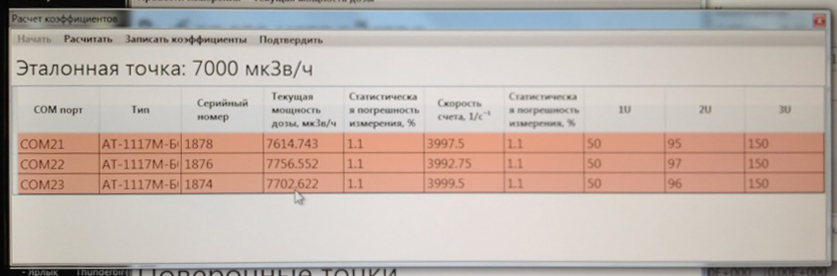 Расчет коэффициентов
Начать Расчитать Записать коэффициенты Подтвердить
Эталонная точка: 7000 мкЗв/ч
COM порт Тип Серийный номер Текущая мощность дозы, мкЗв/ч Статистическа я погрешность измерения, % Скорость счета, 1/с⁻¹ Статистическа я погрешность измерения, % 1U 2U 3U
COM21 АТ-1117М-Б 1878 7614.743 1.1 3997.5 1.1 50 95 150
COM22 АТ-1117М-Б 1876 7756.552 1.1 3992.75 1.1 50 97 150
COM23 АТ-1117М-Б 1874 7702.622 1.1 3999.5 1.1 50 96 150
Ярлык Thunderbir
Поверочные точки